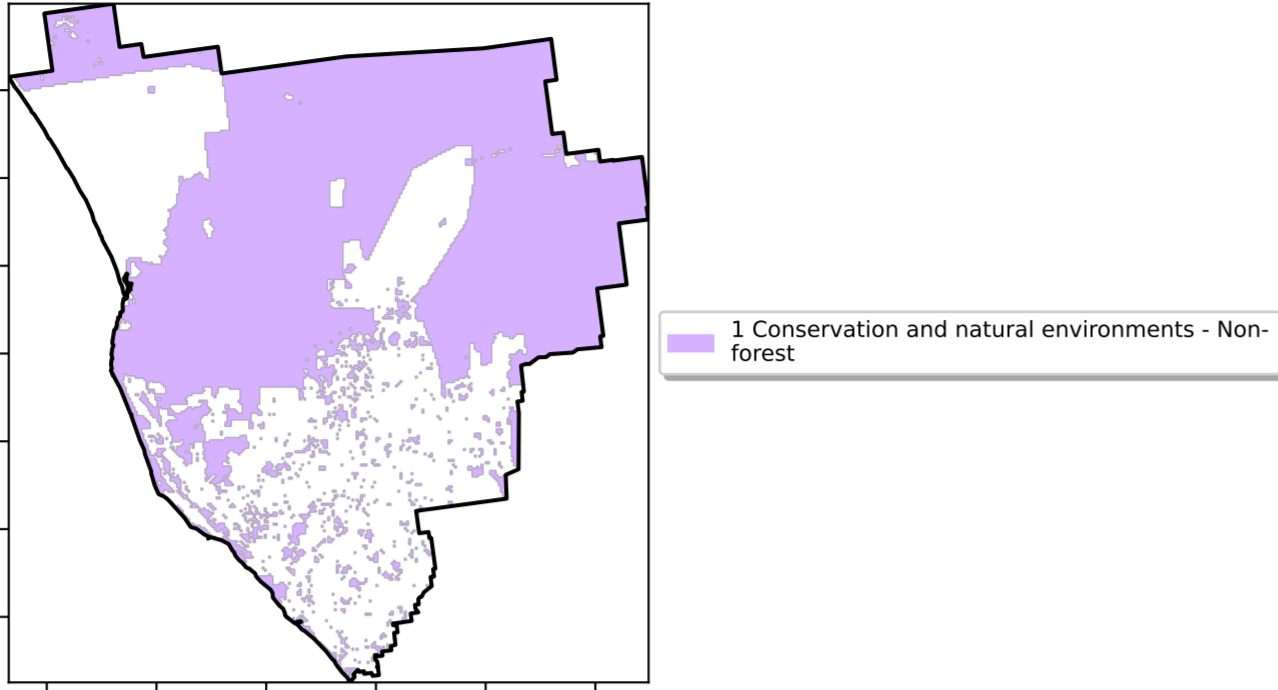 1 Conservation and natural environments - Non-
forest